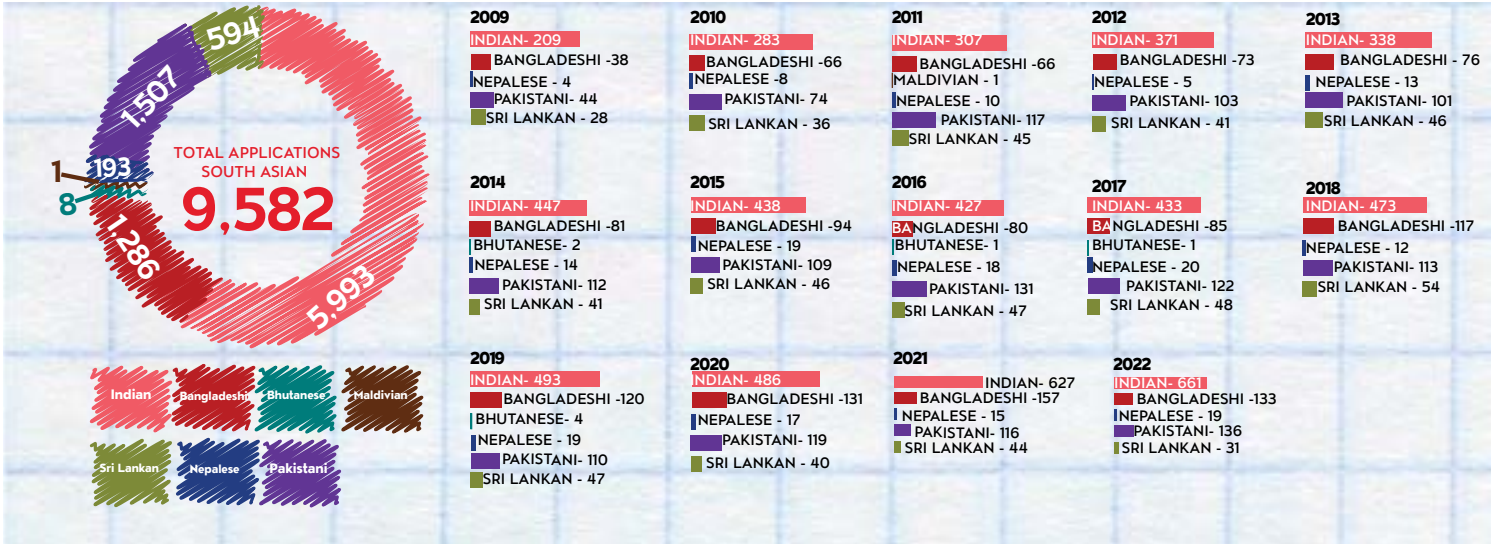 594
1,507
193
1
8
1,286
5,993
TOTAL APPLICATIONS
SOUTH ASIAN
9,582
Indian
Bangladeshi
Bhutanese
Maldivian
Sri Lankan
Nepalese
Pakistani
2009
INDIAN- 209
BANGLADESHI -38
NEPALESE - 4
PAKISTANI- 44
SRI LANKAN - 28
2010
INDIAN- 283
BANGLADESHI -66
NEPALESE -8
PAKISTANI- 74
SRI LANKAN - 36
2011
INDIAN- 307
BANGLADESHI -66
MALDIVIAN - 1
NEPALESE - 10
PAKISTANI- 117
SRI LANKAN - 45
2012
INDIAN- 371
BANGLADESHI -73
NEPALESE - 5
PAKISTANI- 103
SRI LANKAN - 41
2013
INDIAN- 338
BANGLADESHI - 76
NEPALESE - 13
PAKISTANI- 101
SRI LANKAN - 46
2014
INDIAN- 447
BANGLADESHI -81
BHUTANESE- 2
NEPALESE - 14
PAKISTANI- 112
SRI LANKAN - 41
2015
INDIAN- 438
BANGLADESHI -94
NEPALESE - 19
PAKISTANI- 109
SRI LANKAN - 46
2016
INDIAN- 427
BANGLADESHI -80
BHUTANESE- 1
NEPALESE - 18
PAKISTANI- 131
SRI LANKAN - 47
2017
INDIAN- 433
BANGLADESHI -85
BHUTANESE- 1
NEPALESE - 20
PAKISTANI- 122
SRI LANKAN - 48
2018
INDIAN- 473
BANGLADESHI -117
NEPALESE - 12
PAKISTANI- 113
SRI LANKAN - 54
2019
INDIAN- 493
BANGLADESHI -120
BHUTANESE- 4
NEPALESE - 19
PAKISTANI- 110
SRI LANKAN - 47
2020
INDIAN- 486
BANGLADESHI -131
NEPALESE - 17
PAKISTANI- 119
SRI LANKAN - 40
2021
INDIAN- 627
BANGLADESHI -157
NEPALESE - 15
PAKISTANI- 116
SRI LANKAN - 44
2022
INDIAN- 661
BANGLADESHI -133
NEPALESE - 19
PAKISTANI- 136
SRI LANKAN - 31